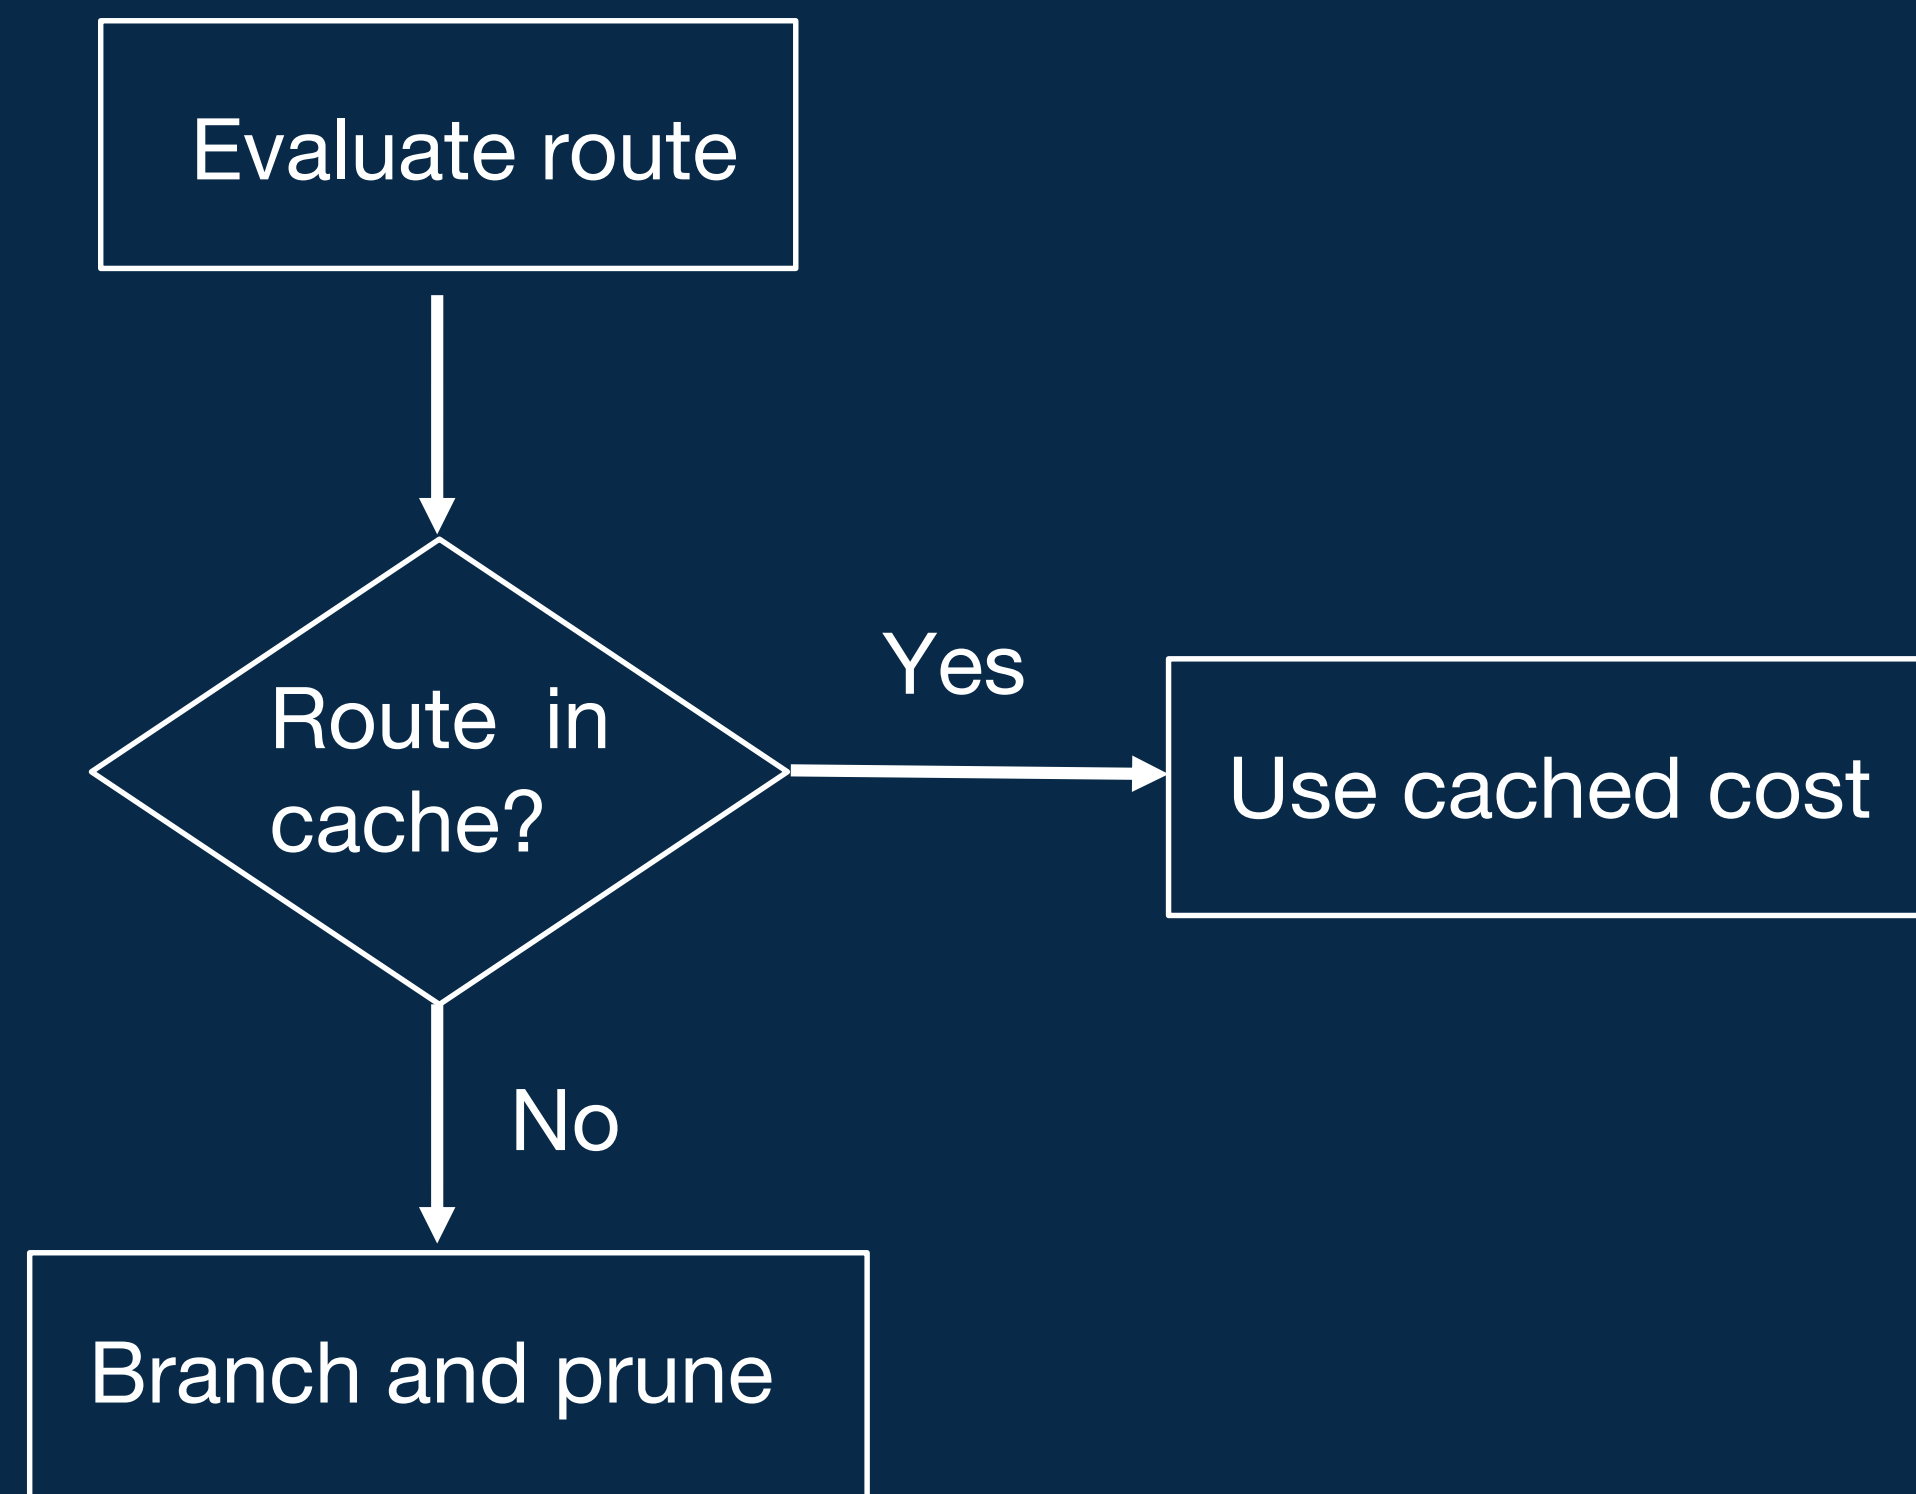 Evaluate route
Route in
cache?
Yes
Use cached cost
No
Branch and prune